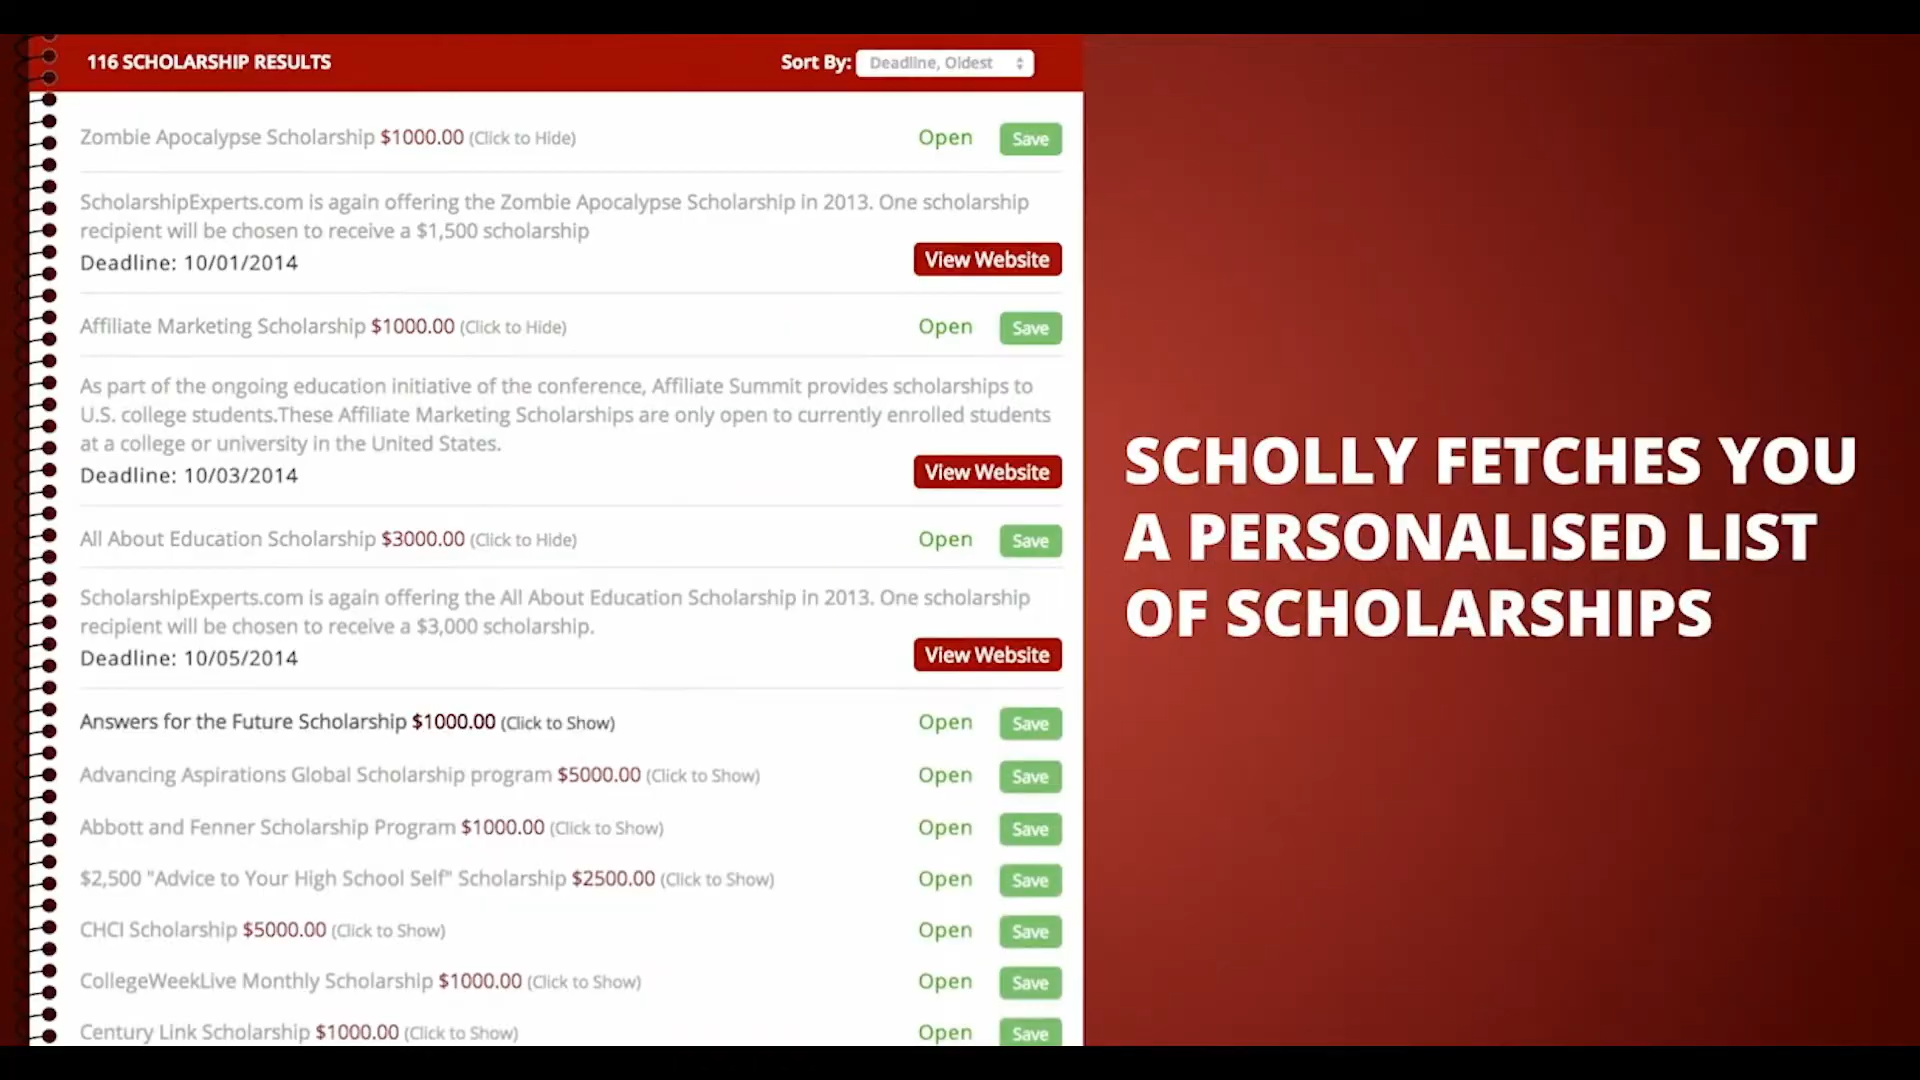 116 SCHOLARSHIP RESULTS
Sort By: Deadline, Oldest
Zombie Apocalypse Scholarship $1000.00 (Click to Hide) Open Save
ScholarshipExperts.com is again offering the Zombie Apocalypse Scholarship in 2013. One scholarship
recipient will be chosen to receive a $1,500 scholarship
Deadline: 10/01/2014 View Website
Affiliate Marketing Scholarship $1000.00 (Click to Hide) Open Save
As part of the ongoing education initiative of the conference, Affiliate Summit provides scholarships to
U.S. college students.These Affiliate Marketing Scholarships are only open to currently enrolled students
at a college or university in the United States.
Deadline: 10/03/2014 View Website
All About Education Scholarship $3000.00 (Click to Hide) Open Save
ScholarshipExperts.com is again offering the All About Education Scholarship in 2013. One scholarship
recipient will be chosen to receive a $3,000 scholarship.
Deadline: 10/05/2014 View Website
Answers for the Future Scholarship $1000.00 (Click to Show) Open Save
Advancing Aspirations Global Scholarship program $5000.00 (Click to Show) Open Save
Abbott and Fenner Scholarship Program $1000.00 (Click to Show) Open Save
$2,500 "Advice to Your High School Self" Scholarship $2500.00 (Click to Show) Open Save
CHCI Scholarship $5000.00 (Click to Show) Open Save
CollegeWeekLive Monthly Scholarship $1000.00 (Click to Show) Open Save
Century Link Scholarship $1000.00 (Click to Show) Open Save
SCHOLLY FETCHES YOU
A PERSONALISED LIST
OF SCHOLARSHIPS